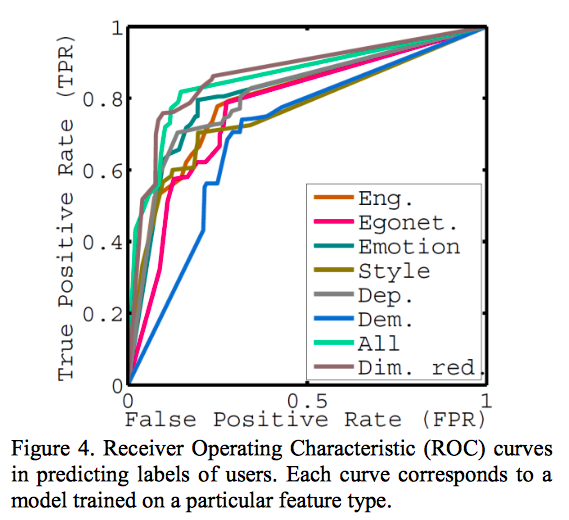 1
0.8
0.6
0.4
0.2
0
True Positive Rate (TPR)
Eng.
Egonet.
Emotion
Style
Dep.
Dem.
All
Dim. red.
0 0.5 1
False Positive Rate (FPR)
Figure 4. Receiver Operating Characteristic (ROC) curves
in predicting labels of users. Each curve corresponds to a
model trained on a particular feature type.